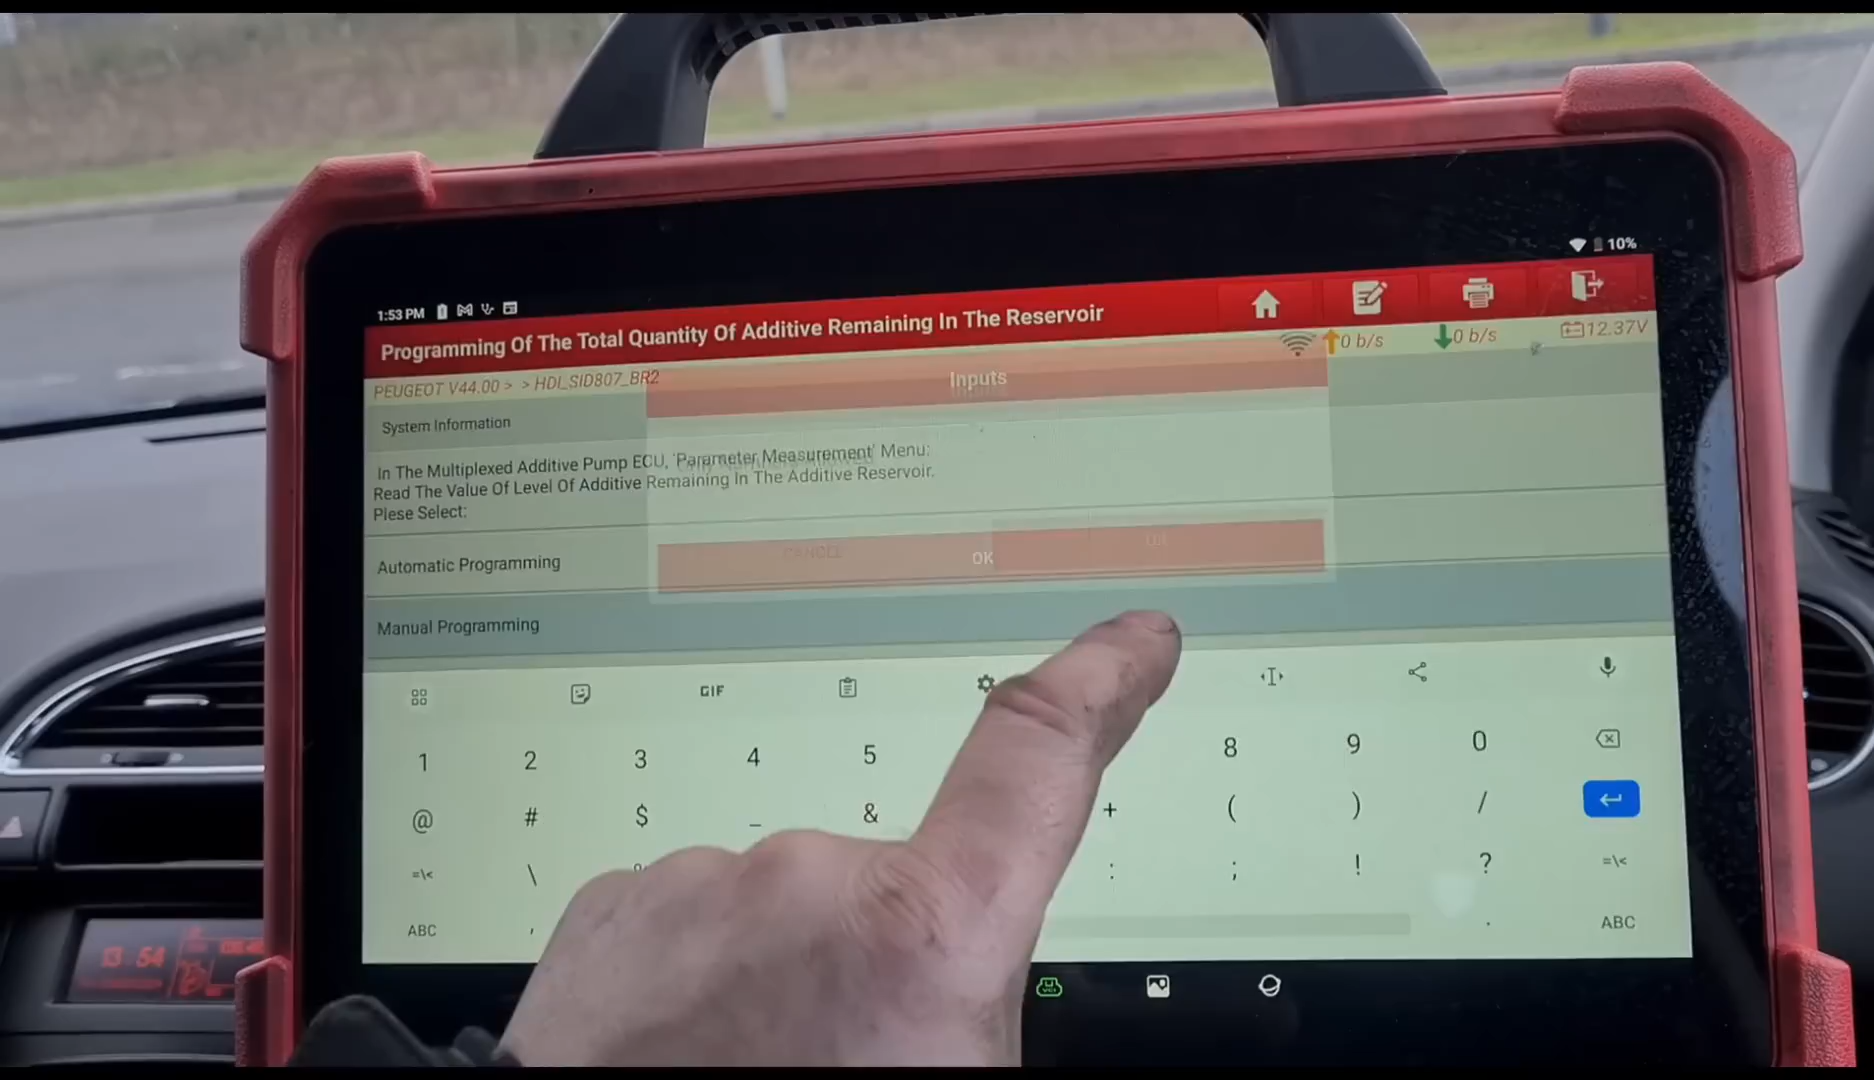 1:53 PM
10%
Programming Of The Total Quantity Of Additive Remaining In The Reservoir
0 b/s
0 b/s
12.37V
PEUGEOT V44.00 > > HDI_SID807_BR2
Inputs
System Information
In The Multiplexed Additive Pump ECU, 'Parameter Measurement' Menu:
Read The Value Of Level Of Additive Remaining In The Additive Reservoir.
Plese Select:
CANCLE
OK
Automatic Programming
Manual Programming
GIF
1 2 3 4 5 8 9 0
@ # $ _ & + ( ) /
=\< \ : ; ! ? =\<
ABC , . ABC
13 54